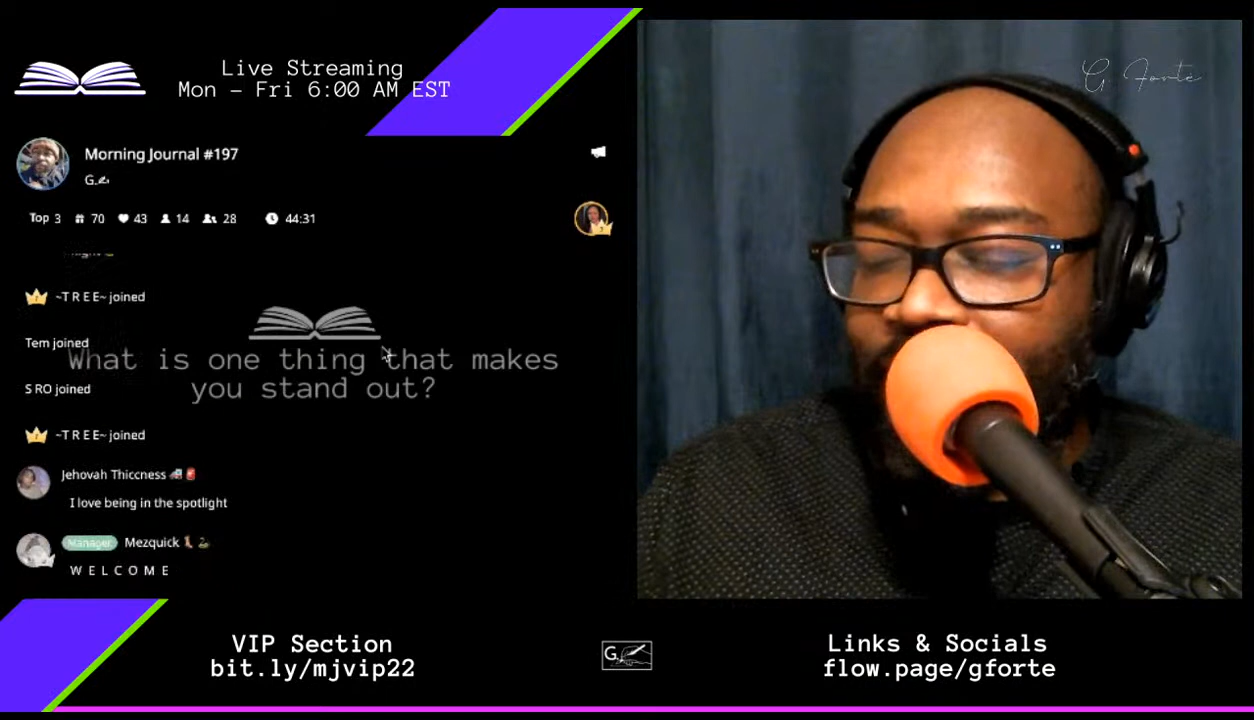 Live Streaming
Mon - Fri 6:00 AM EST
G. Forte
Morning Journal #197
G.
Top 3 70 43 14 28 44:31
~T R E E~ joined
Tem joined
What is one thing that makes
you stand out?
S RO joined
~T R E E~ joined
Jehovah Thiccness
I love being in the spotlight
Manager Mezquick
W E L C O M E
VIP Section
bit.ly/mjvip22
G.
Links & Socials
flow.page/gforte